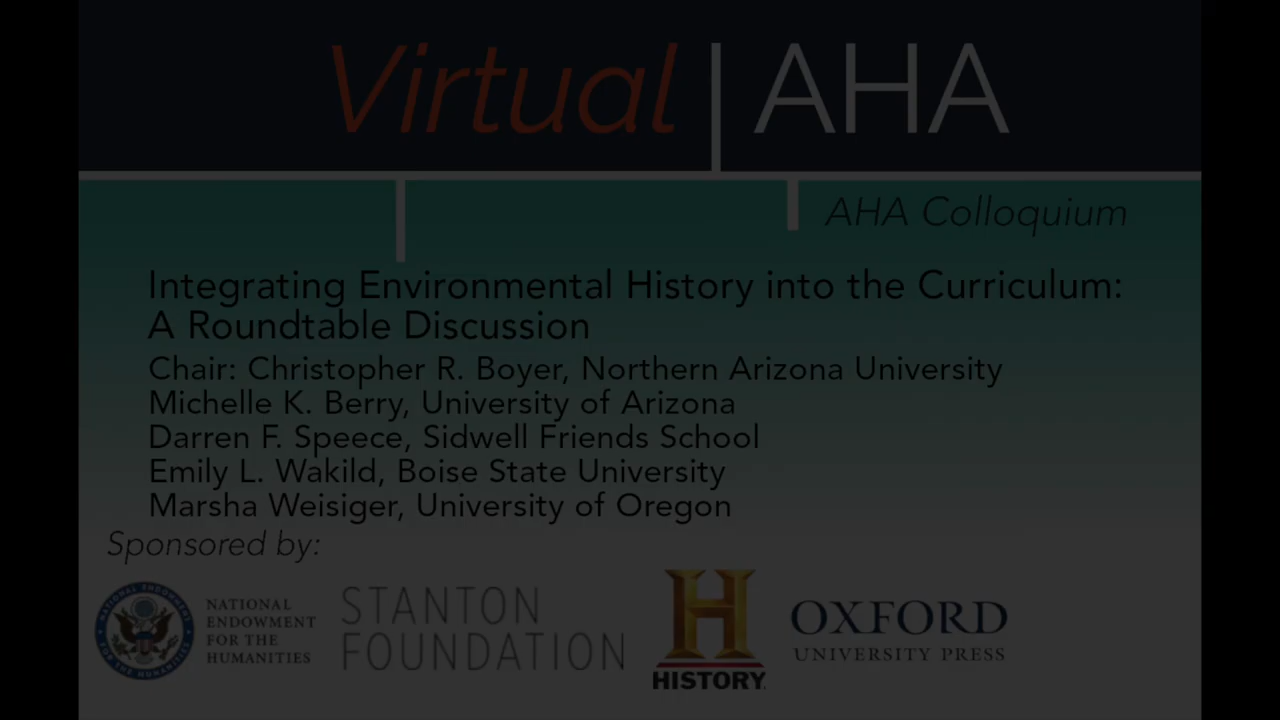 Virtual | AHA
AHA Colloquium
Integrating Environmental History into the Curriculum:
A Roundtable Discussion
Chair: Christopher R. Boyer, Northern Arizona University
Michelle K. Berry, University of Arizona
Darren F. Speece, Sidwell Friends School
Emily L. Wakild, Boise State University
Marsha Weisiger, University of Oregon
Sponsored by:
NATIONAL
ENDOWMENT
FOR THE
HUMANITIES
STANTON
FOUNDATION
H
HISTORY.
OXFORD
UNIVERSITY PRESS